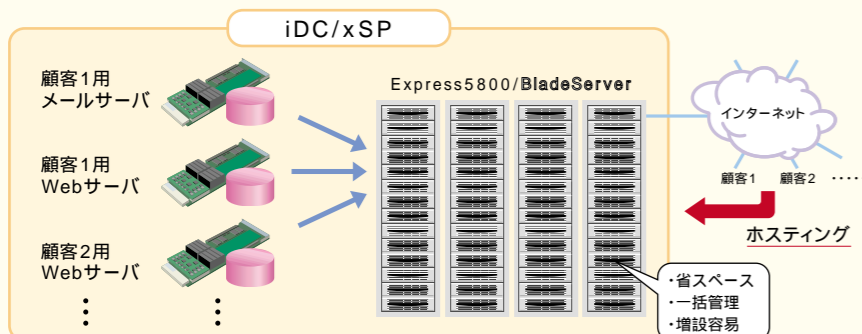 iDC/xSP
顧客1用
メールサーバ
顧客1用
Webサーバ
顧客2用
Webサーバ
Express5800/BladeServer
インターネット
顧客1 顧客2 ‥‥
ホスティング
・省スペース
・一括管理
・増設容易